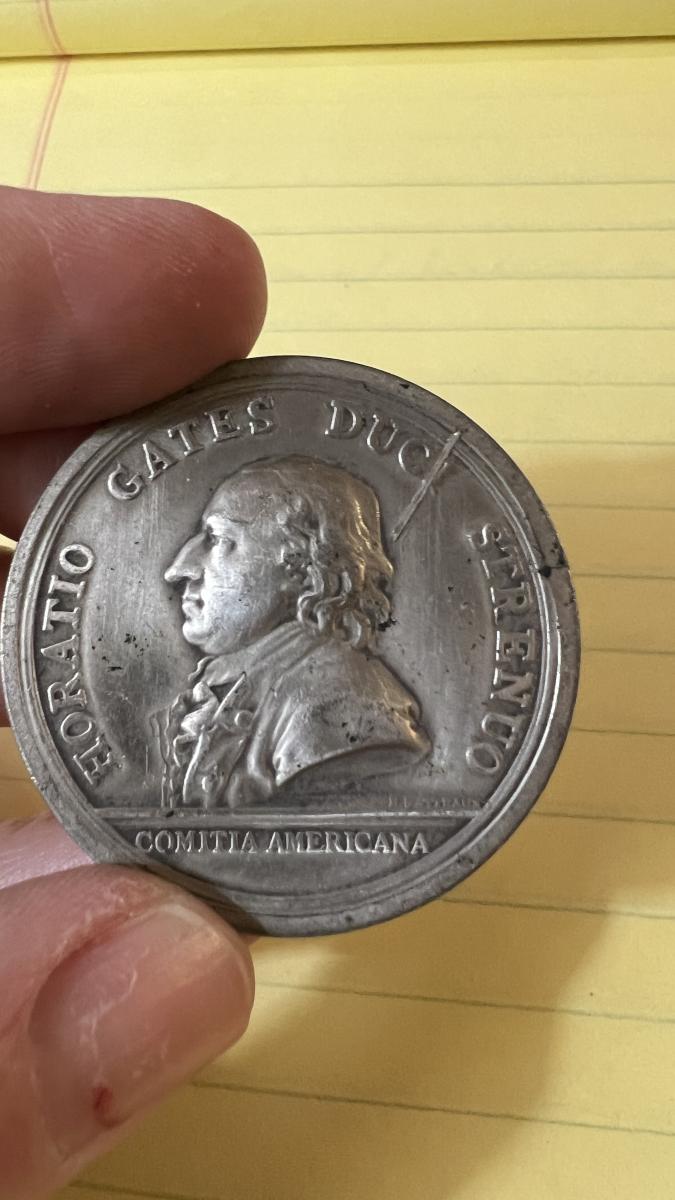 HORATIO GATES DUCI STRENUO
COMITIA AMERICANA